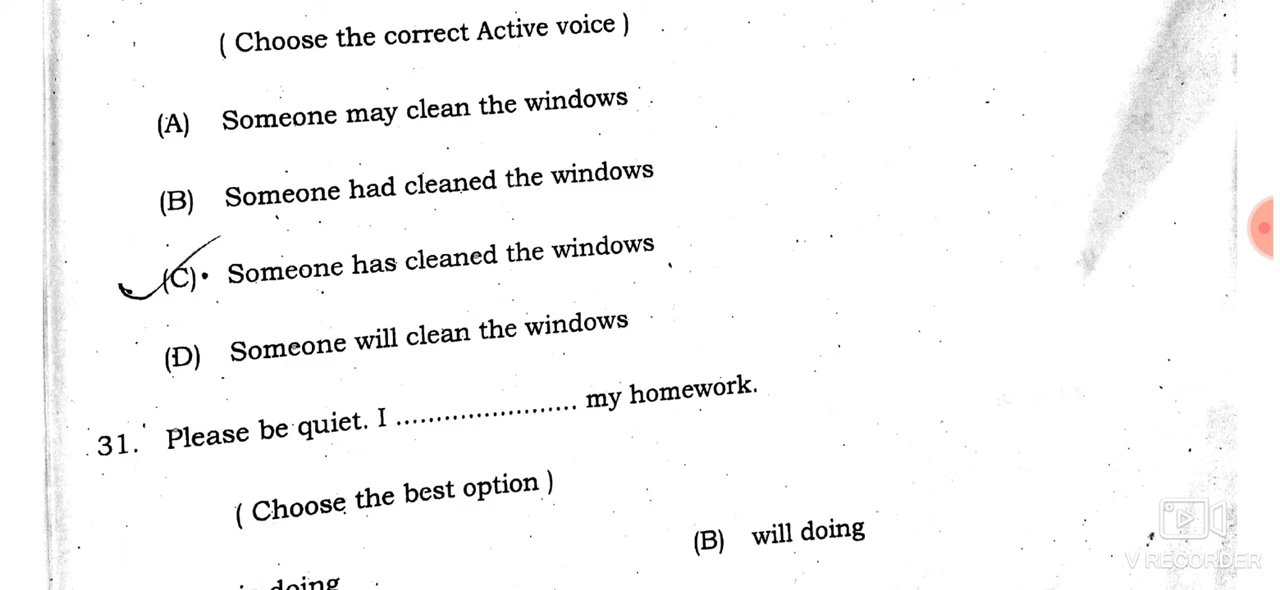 ( Choose the correct Active voice )
(A) Someone may clean the windows
(B) Someone had cleaned the windows
(C) Someone has cleaned the windows
(D) Someone will clean the windows
31. Please be quiet. I ....................... my homework.
( Choose the best option )
(B) will doing
doing
V RECORDER